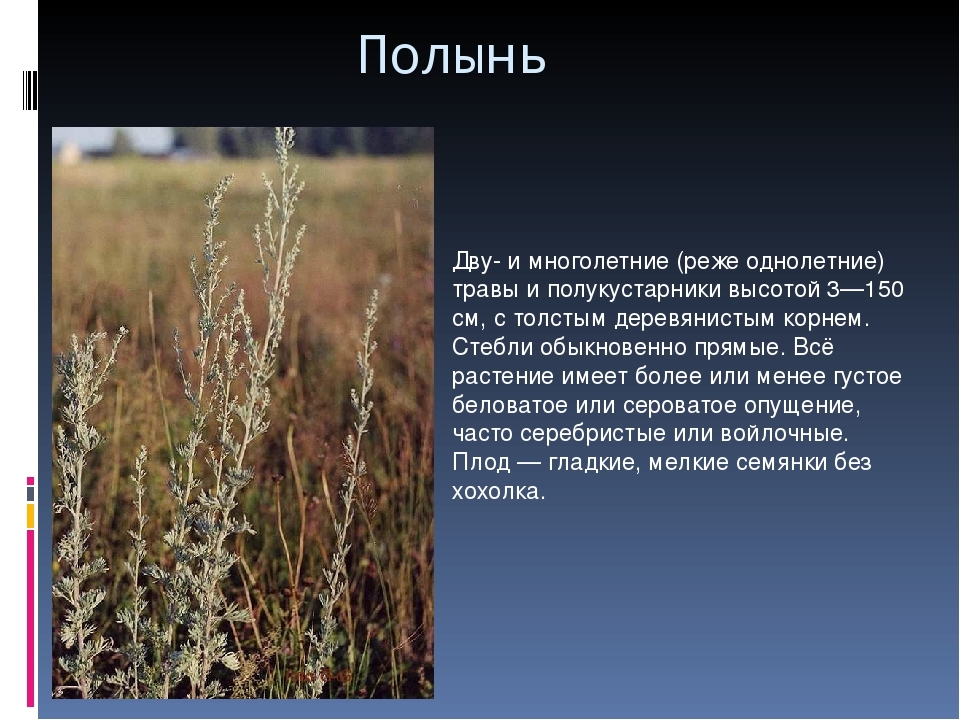 Полынь
Дву- и многолетние (реже однолетние)
травы и полукустарники высотой 3—150
см, с толстым деревянистым корнем.
Стебли обыкновенно прямые. Всё
растение имеет более или менее густое
беловатое или сероватое опущение,
часто серебристые или войлочные.
Плод — гладкие, мелкие семянки без
хохолка.